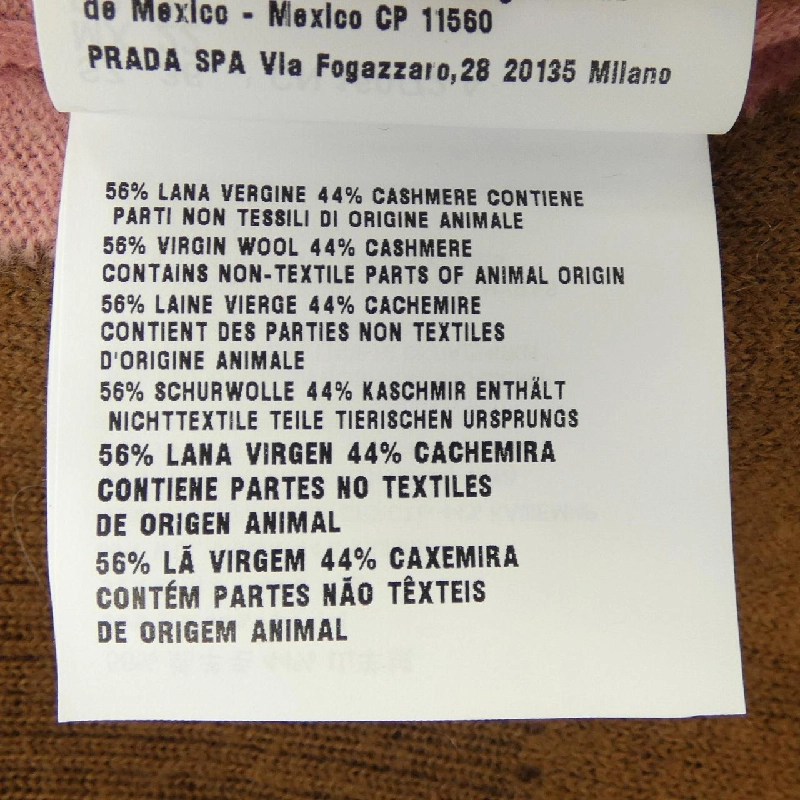 de Mexico - Mexico CP 11560
PRADA SPA Via Fogazzaro,28 20135 Milano
56% LANA VERGINE 44% CASHMERE CONTIENE
PARTI NON TESSILI DI ORIGINE ANIMALE
56% VIRGIN WOOL 44% CASHMERE
CONTAINS NON-TEXTILE PARTS OF ANIMAL ORIGIN
56% LAINE VIERGE 44% CACHEMIRE
CONTIENT DES PARTIES NON TEXTILES
D'ORIGINE ANIMALE
56% SCHURWOLLE 44% KASCHMIR ENTHÄLT
NICHTTEXTILE TEILE TIERISCHEN URSPRUNGS
56% LANA VIRGEN 44% CACHEMIRA
CONTIENE PARTES NO TEXTILES
DE ORIGEN ANIMAL
56% LÃ VIRGEM 44% CAXEMIRA
CONTÉM PARTES NÃO TÊXTEIS
DE ORIGEM ANIMAL